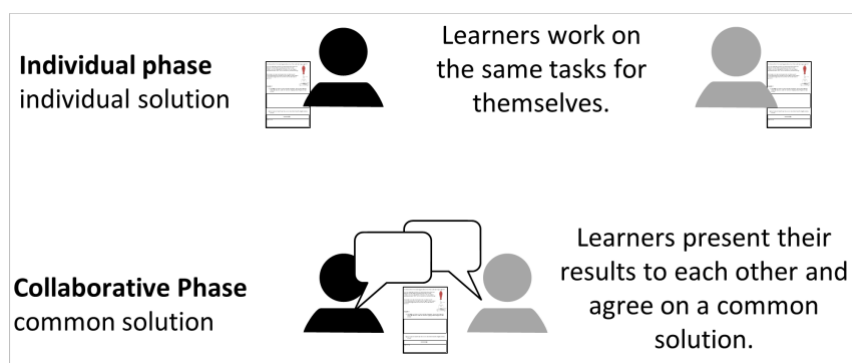 Individual phase
individual solution
Learners work on
the same tasks for
themselves.
Collaborative Phase
common solution
Learners present their
results to each other and
agree on a common
solution.